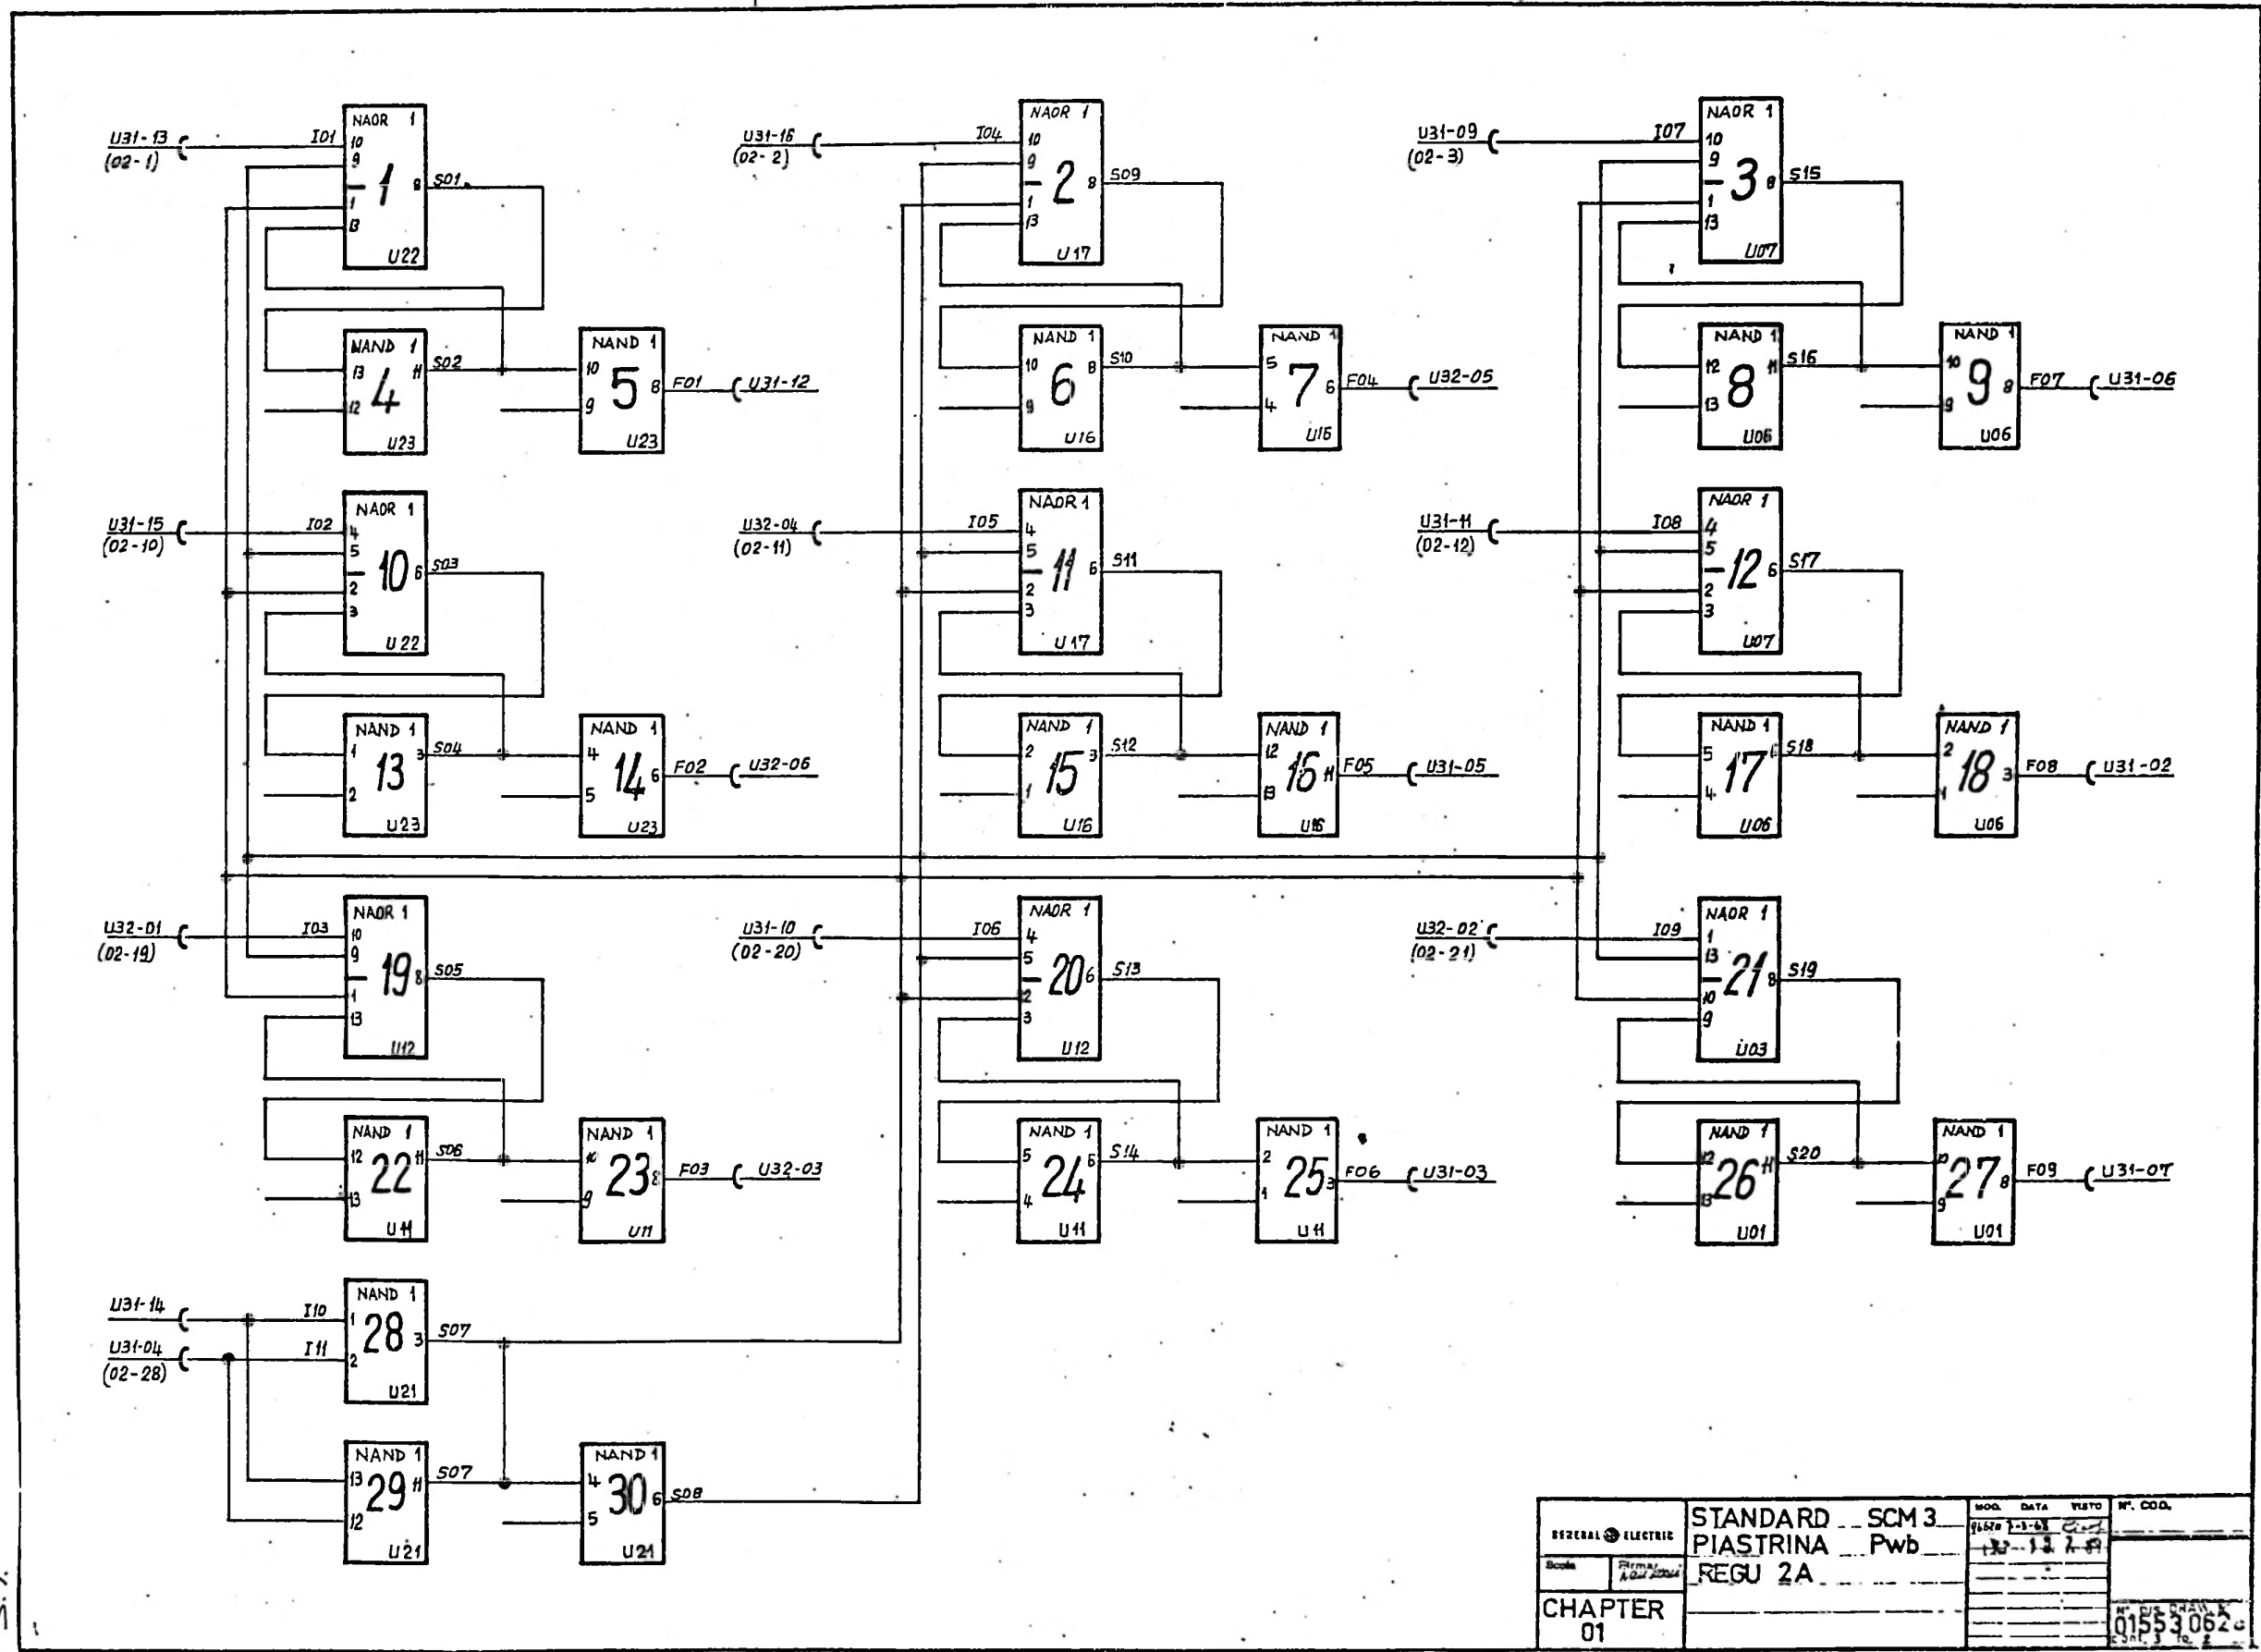 NAOR 1
U31-13
(02-1)
I01
10
9
1
1
13
8
S01
U22
NAOR 1
U31-16
(02-2)
I04
10
9
2
1
13
8
S09
U17
NAOR 1
U31-09
(02-3)
I07
10
9
3
1
13
8
S15
U07
NAND 1
13
12
4
11
S02
U23
NAND 1
10
9
5
8
F01
U31-12
U23
NAND 1
10
9
6
8
S10
U16
NAND 1
5
4
7
6
F04
U32-05
U16
NAND 1
12
13
8
11
S16
U06
NAND 1
10
9
9
8
F07
U31-06
U06
NAOR 1
U31-15
(02-10)
I02
4
5
10
2
3
6
S03
U22
NAOR 1
U32-04
(02-11)
I05
4
5
11
2
3
6
S11
U17
NAOR 1
U31-11
(02-12)
I08
4
5
12
2
3
6
S17
U07
NAND 1
1
2
13
3
S04
U23
NAND 1
4
5
14
6
F02
U32-06
U23
NAND 1
2
1
15
3
S12
U16
NAND 1
12
13
16
11
F05
U31-05
U16
NAND 1
5
4
17
6
S18
U06
NAND 1
2
1
18
3
F08
U31-02
U06
NAOR 1
U32-01
(02-19)
I03
10
9
19
1
13
8
S05
U12
NAOR 1
U31-10
(02-20)
I06
4
5
20
2
3
6
S13
U12
NAOR 1
U32-02
(02-21)
I09
1
13
21
10
9
8
S19
U03
NAND 1
12
13
22
11
S06
U11
NAND 1
10
9
23
8
F03
U32-03
U11
NAND 1
5
4
24
6
S14
U11
NAND 1
2
1
25
3
F06
U31-03
U11
NAND 1
12
13
26
11
S20
U01
NAND 1
10
9
27
8
F09
U31-07
U01
NAND 1
U31-14
I10
1
U31-04
(02-28)
I11
2
28
3
S07
U21
NAND 1
13
12
29
11
S07
U21
NAND 1
4
5
30
6
S08
U21
GENERAL ELECTRIC
Scala
Firma
CHAPTER
01
STANDARD SCM 3
PIASTRINA Pwb
REGU 2A
MOD. DATA VISTO
N°. COD.
01553062